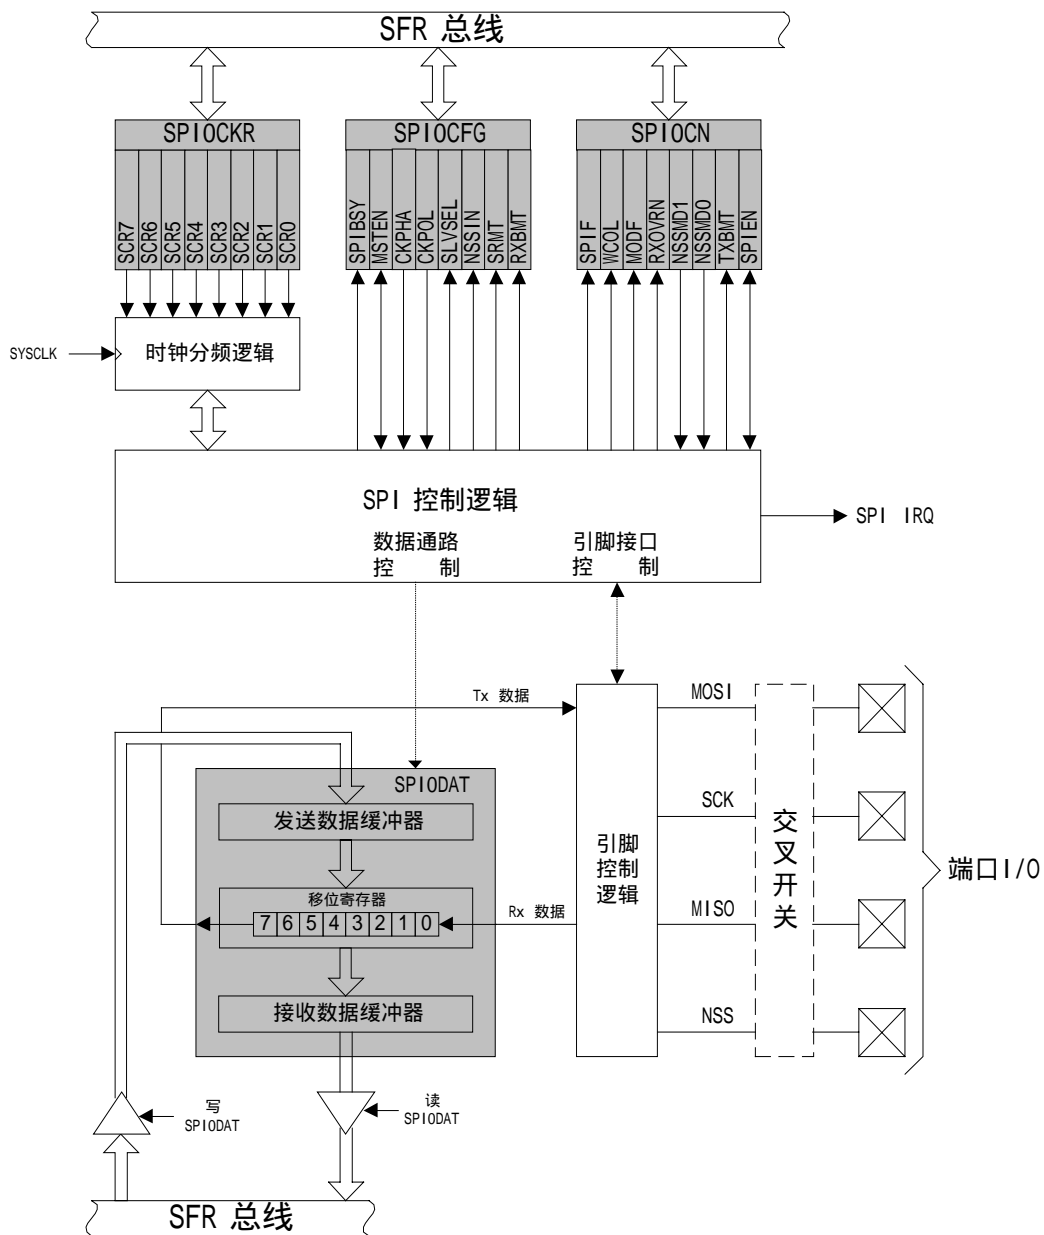 SFR 总线
SPI0CKR
SPI0CFG
SPI0CN
SCR7
SCR6
SCR5
SCR4
SCR3
SCR2
SCR1
SCR0
SPIBSY
MSTEN
CKPHA
CKPOL
SLVSEL
NSSIN
SRMT
RXBMT
SPIF
WCOL
MODF
RXOVRN
NSSMD1
NSSMD0
TXBMT
SPIEN
SYSCLK
时钟分频逻辑
SPI 控制逻辑
SPI IRQ
数据通路
控 制
引脚接口
控 制
Tx 数据
MOSI
SPI0DAT
发送数据缓冲器
SCK
引脚
控制
逻辑
交
叉
开
关
端口I/O
移位寄存器
7 6 5 4 3 2 1 0
Rx 数据
MISO
接收数据缓冲器
NSS
写
SPI0DAT
读
SPI0DAT
SFR 总线